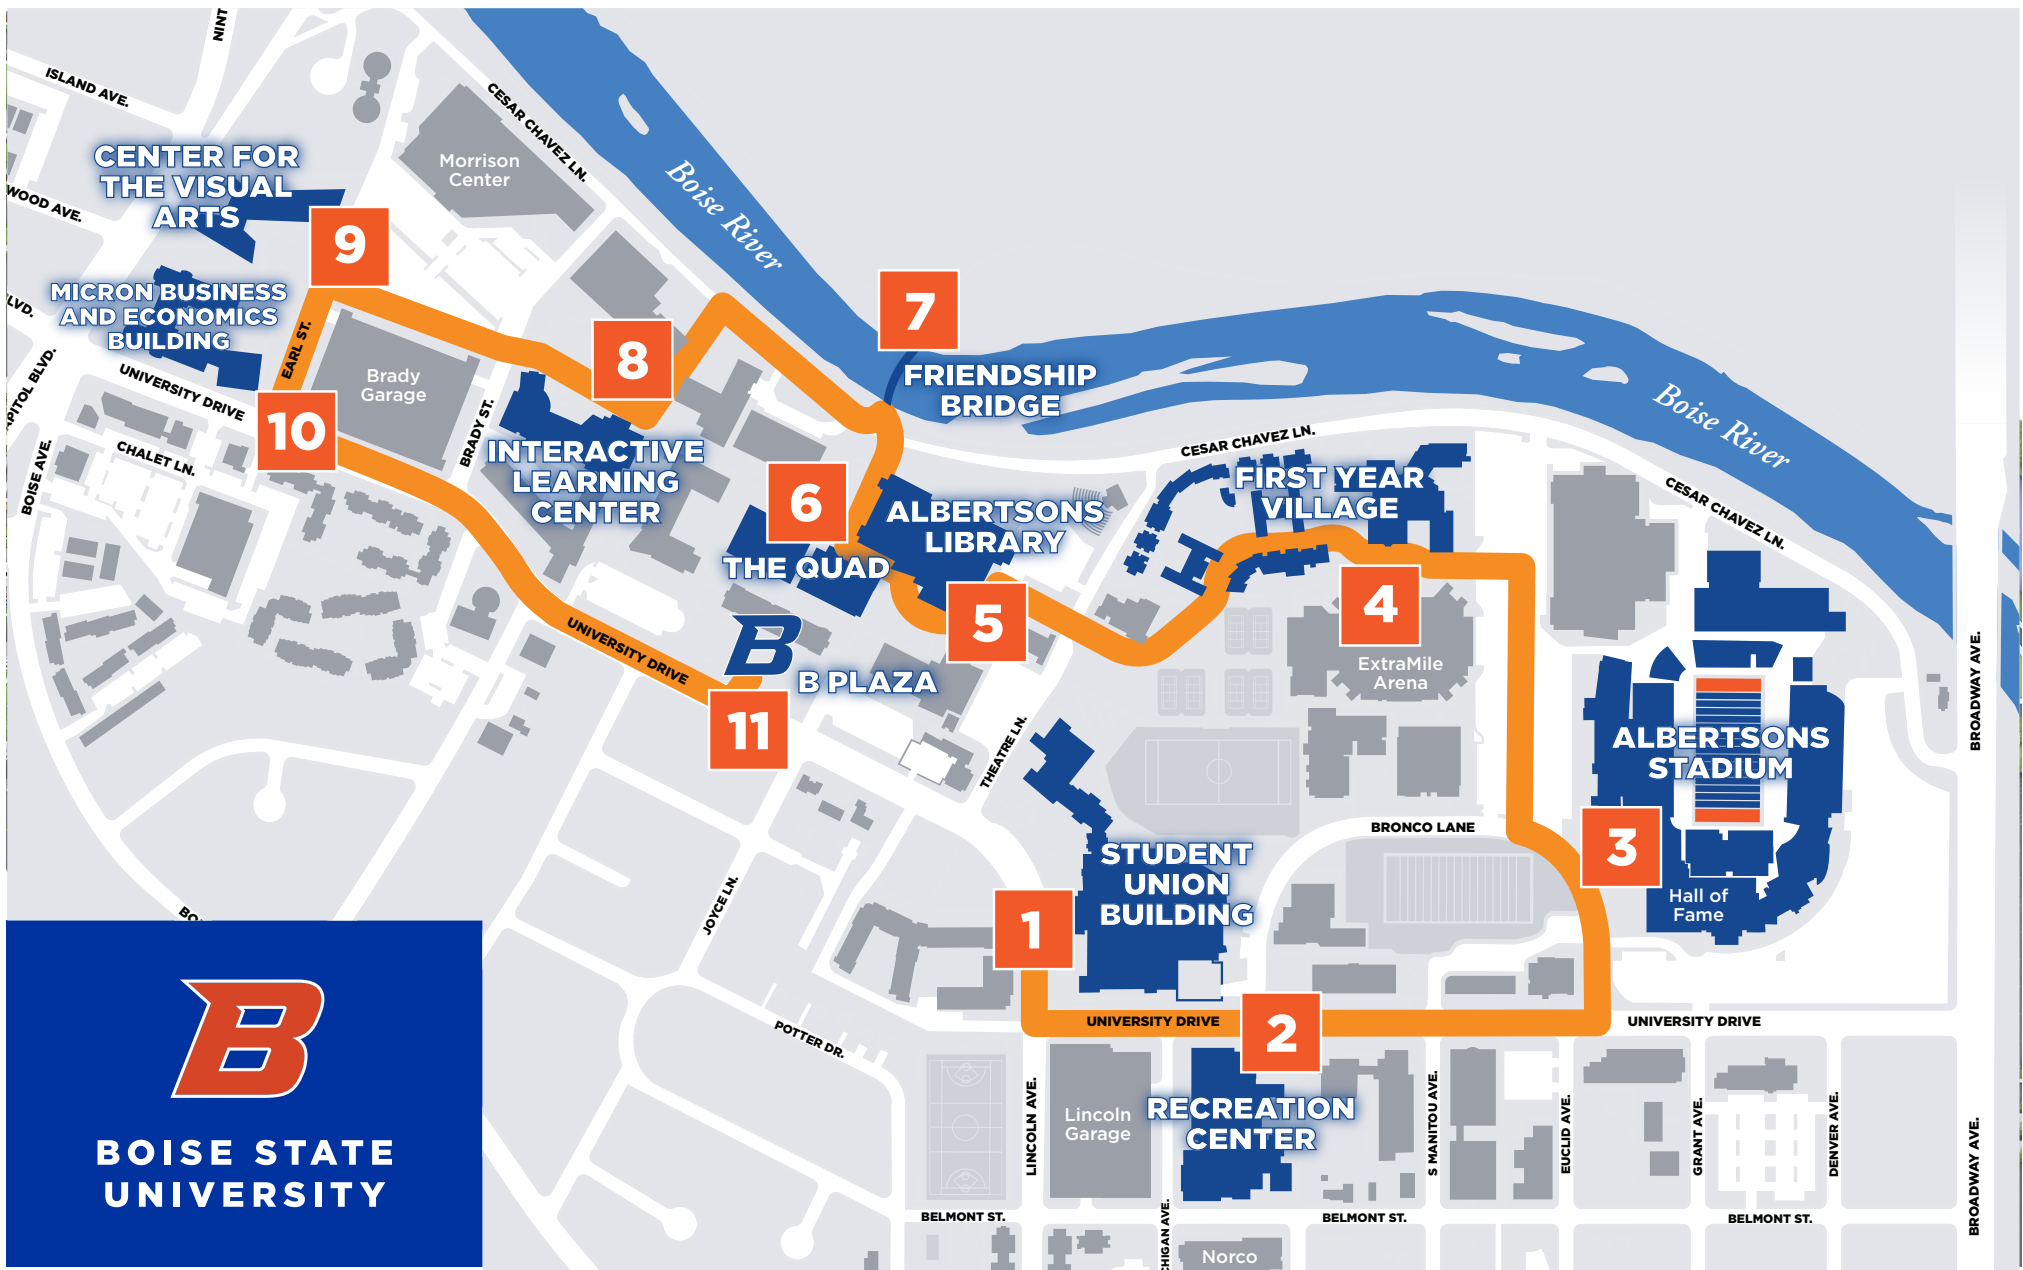 NINT
ISLAND AVE.
CESAR CHAVEZ LN.
Morrison
Center
CENTER FOR
THE VISUAL
ARTS
WOOD AVE.
Boise River
9
7
MICRON BUSINESS
AND ECONOMICS
BUILDING
LVD.
EARL ST.
8
Brady
Garage
FRIENDSHIP
BRIDGE
UNIVERSITY DRIVE
APITOL BLVD.
10
BRADY ST.
Boise River
CESAR CHAVEZ LN.
CHALET LN.
BOISE AVE.
INTERACTIVE
LEARNING
CENTER
6
FIRST YEAR
VILLAGE
CESAR CHAVEZ LN.
ALBERTSONS
LIBRARY
THE QUAD
4
5
UNIVERSITY DRIVE
B
B PLAZA
ExtraMile
Arena
BROADWAY AVE.
11
THEATRE LN.
ALBERTSONS
STADIUM
BRONCO LANE
3
STUDENT
UNION
BUILDING
Hall of
Fame
1
JOYCE LN.
BO
UNIVERSITY DRIVE
2
UNIVERSITY DRIVE
POTTER DR.
B
BOISE STATE
UNIVERSITY
LINCOLN AVE.
Lincoln
Garage
RECREATION
CENTER
S MANITOU AVE.
EUCLID AVE.
GRANT AVE.
DENVER AVE.
BROADWAY AVE.
BELMONT ST.
BELMONT ST.
BELMONT ST.
CHIGAN AVE.
Norco